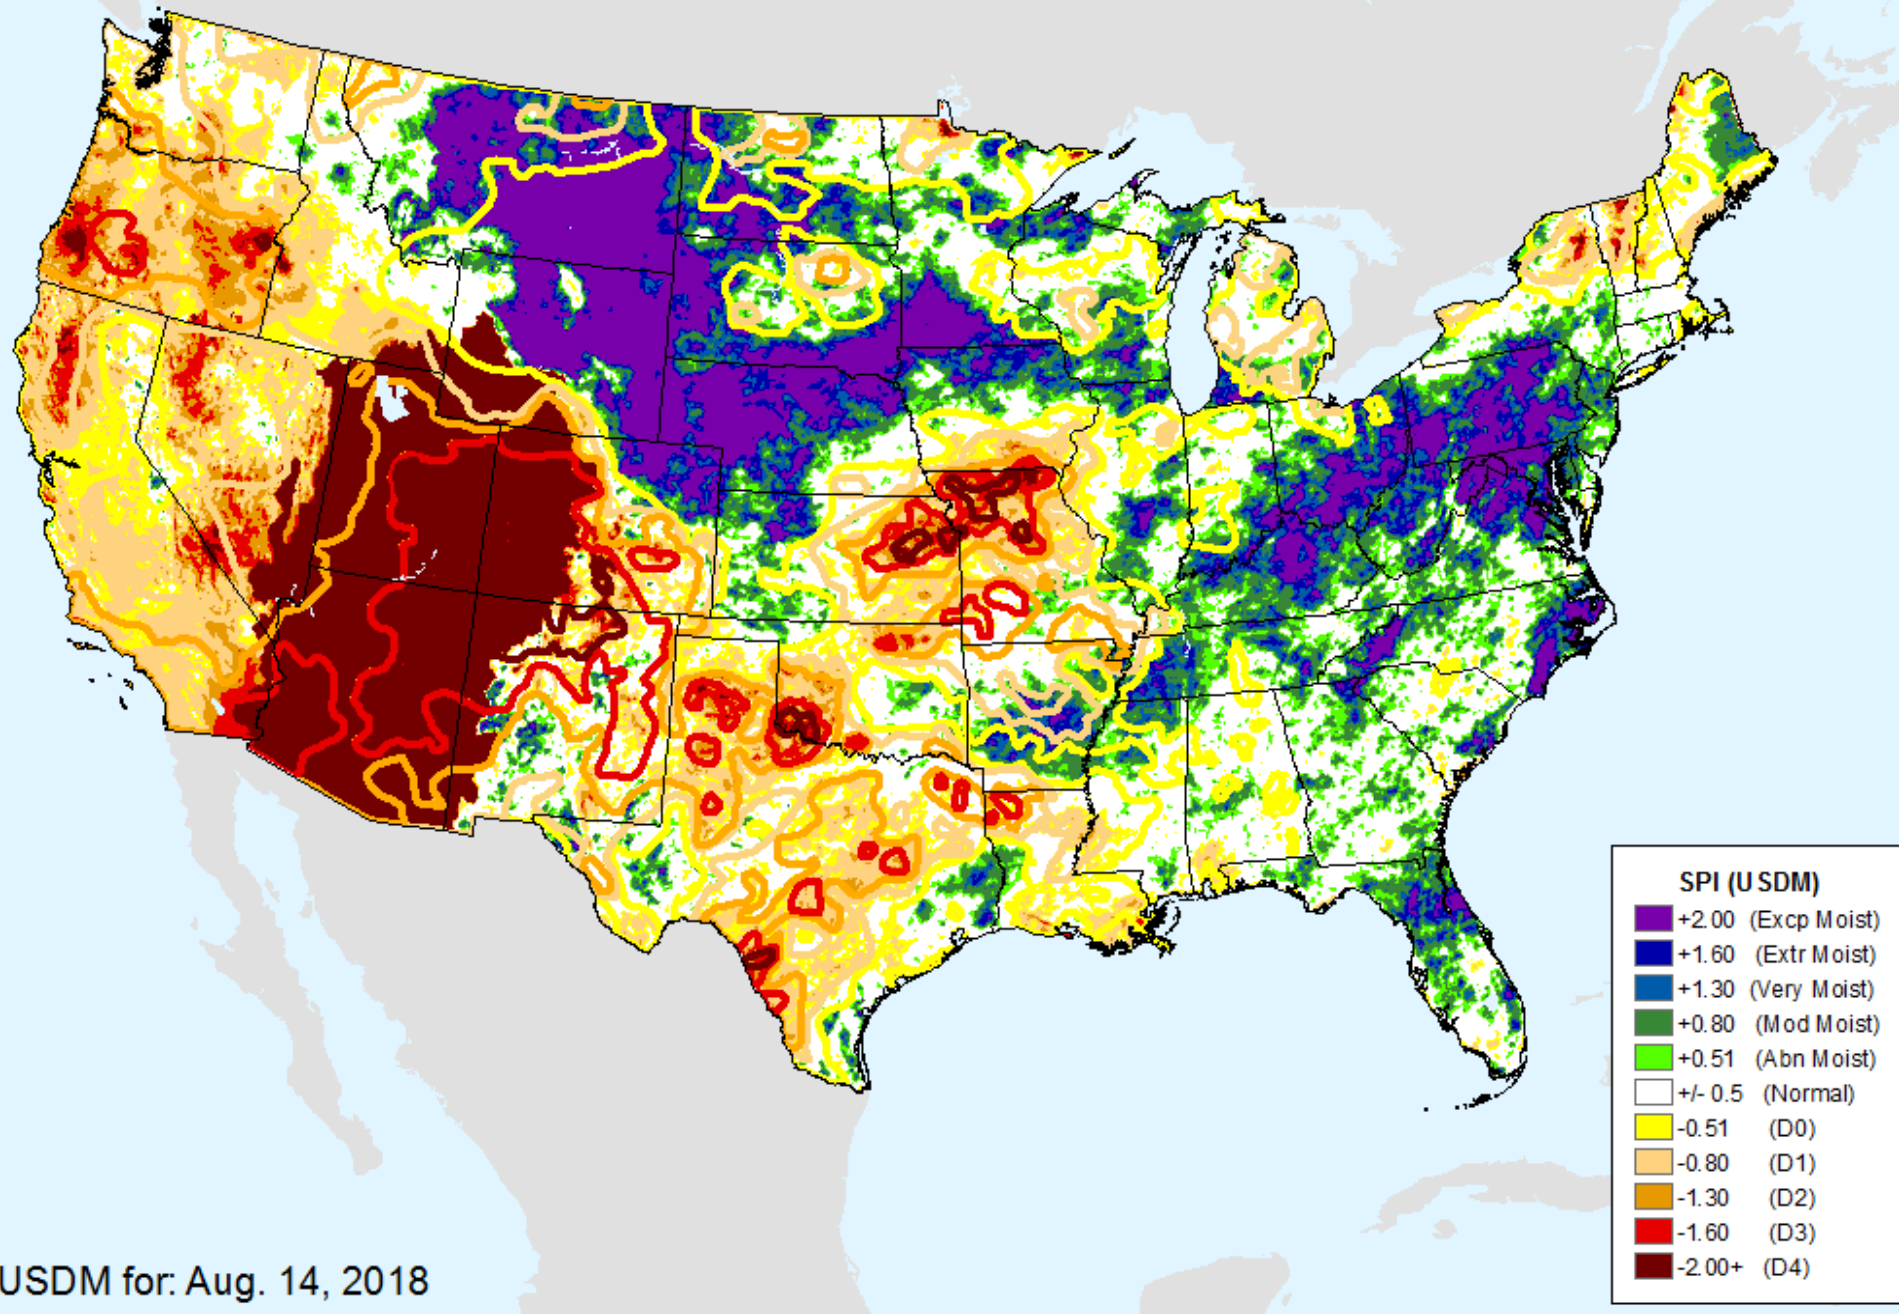 SPI (USDM)
+2.00 (Excp Moist)
+1.60 (Extr Moist)
+1.30 (Very Moist)
+0.80 (Mod Moist)
+0.51 (Abn Moist)
+/- 0.5 (Normal)
-0.51 (D0)
-0.80 (D1)
-1.30 (D2)
-1.60 (D3)
-2.00+ (D4)
USDM for: Aug. 14, 2018